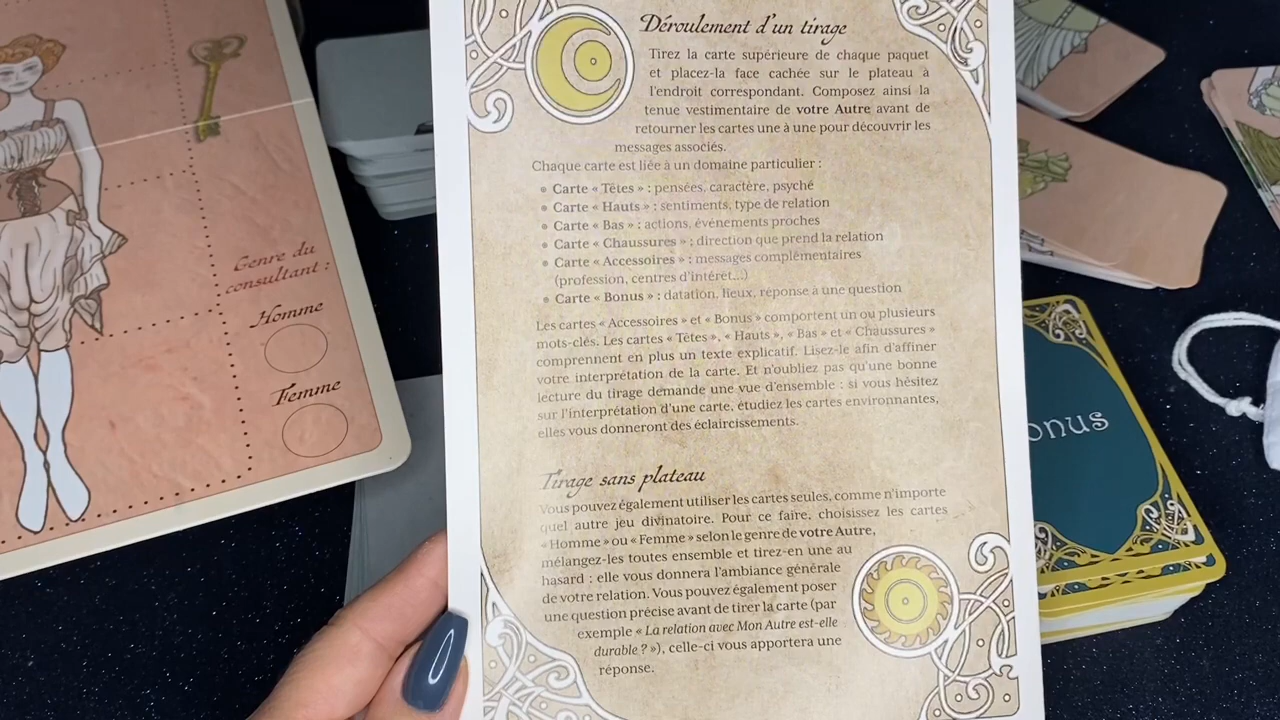 Déroulement d'un tirage
Tirez la carte supérieure de chaque paquet
et placez-la face cachée sur le plateau à
l'endroit correspondant. Composez ainsi la
tenue vestimentaire de votre Autre avant de
retourner les cartes une à une pour découvrir les
messages associés.
Chaque carte est liée à un domaine particulier :
Carte « Têtes » : pensées, caractère, psyché
Carte « Hauts » : sentiments, type de relation
Carte « Bas » : actions, événements proches
Carte « Chaussures » : direction que prend la relation
Carte « Accessoires » : messages complémentaires
(profession, centres d'intérêt...)
Carte « Bonus » : datation, lieux, réponse à une question
Les cartes « Accessoires » et « Bonus » comportent un ou plusieurs
mots-clés. Les cartes « Têtes », « Hauts », « Bas » et « Chaussures »
comprennent en plus un texte explicatif. Lisez-le afin d'affiner
votre interprétation de la carte. Et n'oubliez pas qu'une bonne
lecture du tirage demande une vue d'ensemble : si vous hésitez
sur l'interprétation d'une carte, étudiez les cartes environnantes,
elles vous donneront des éclaircissements.
Tirage sans plateau
Vous pouvez également utiliser les cartes seules, comme n'importe
quel autre jeu divinatoire. Pour ce faire, choisissez les cartes
« Homme » ou « Femme » selon le genre de votre Autre,
mélangez-les toutes ensemble et tirez-en une au
hasard : elle vous donnera l'ambiance générale
de votre relation. Vous pouvez également poser
une question précise avant de tirer la carte (par
exemple « La relation avec Mon Autre est-elle
durable ? »), celle-ci vous apportera une
réponse.
Genre du
consultant :
Homme
Femme
onus